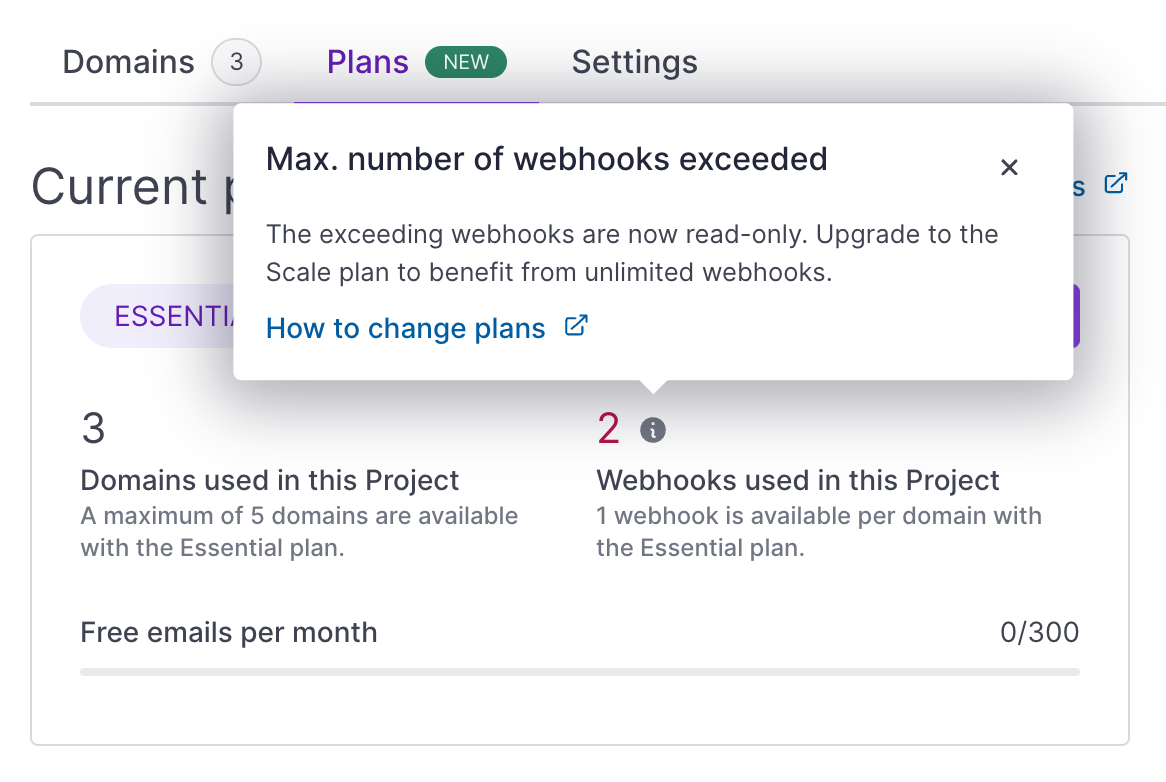 Domains 3 Plans NEW Settings
Max. number of webhooks exceeded
Current
The exceeding webhooks are now read-only. Upgrade to the
Scale plan to benefit from unlimited webhooks.
How to change plans
3
Domains used in this Project
A maximum of 5 domains are available
with the Essential plan.
2
Webhooks used in this Project
1 webhook is available per domain with
the Essential plan.
Free emails per month 0/300